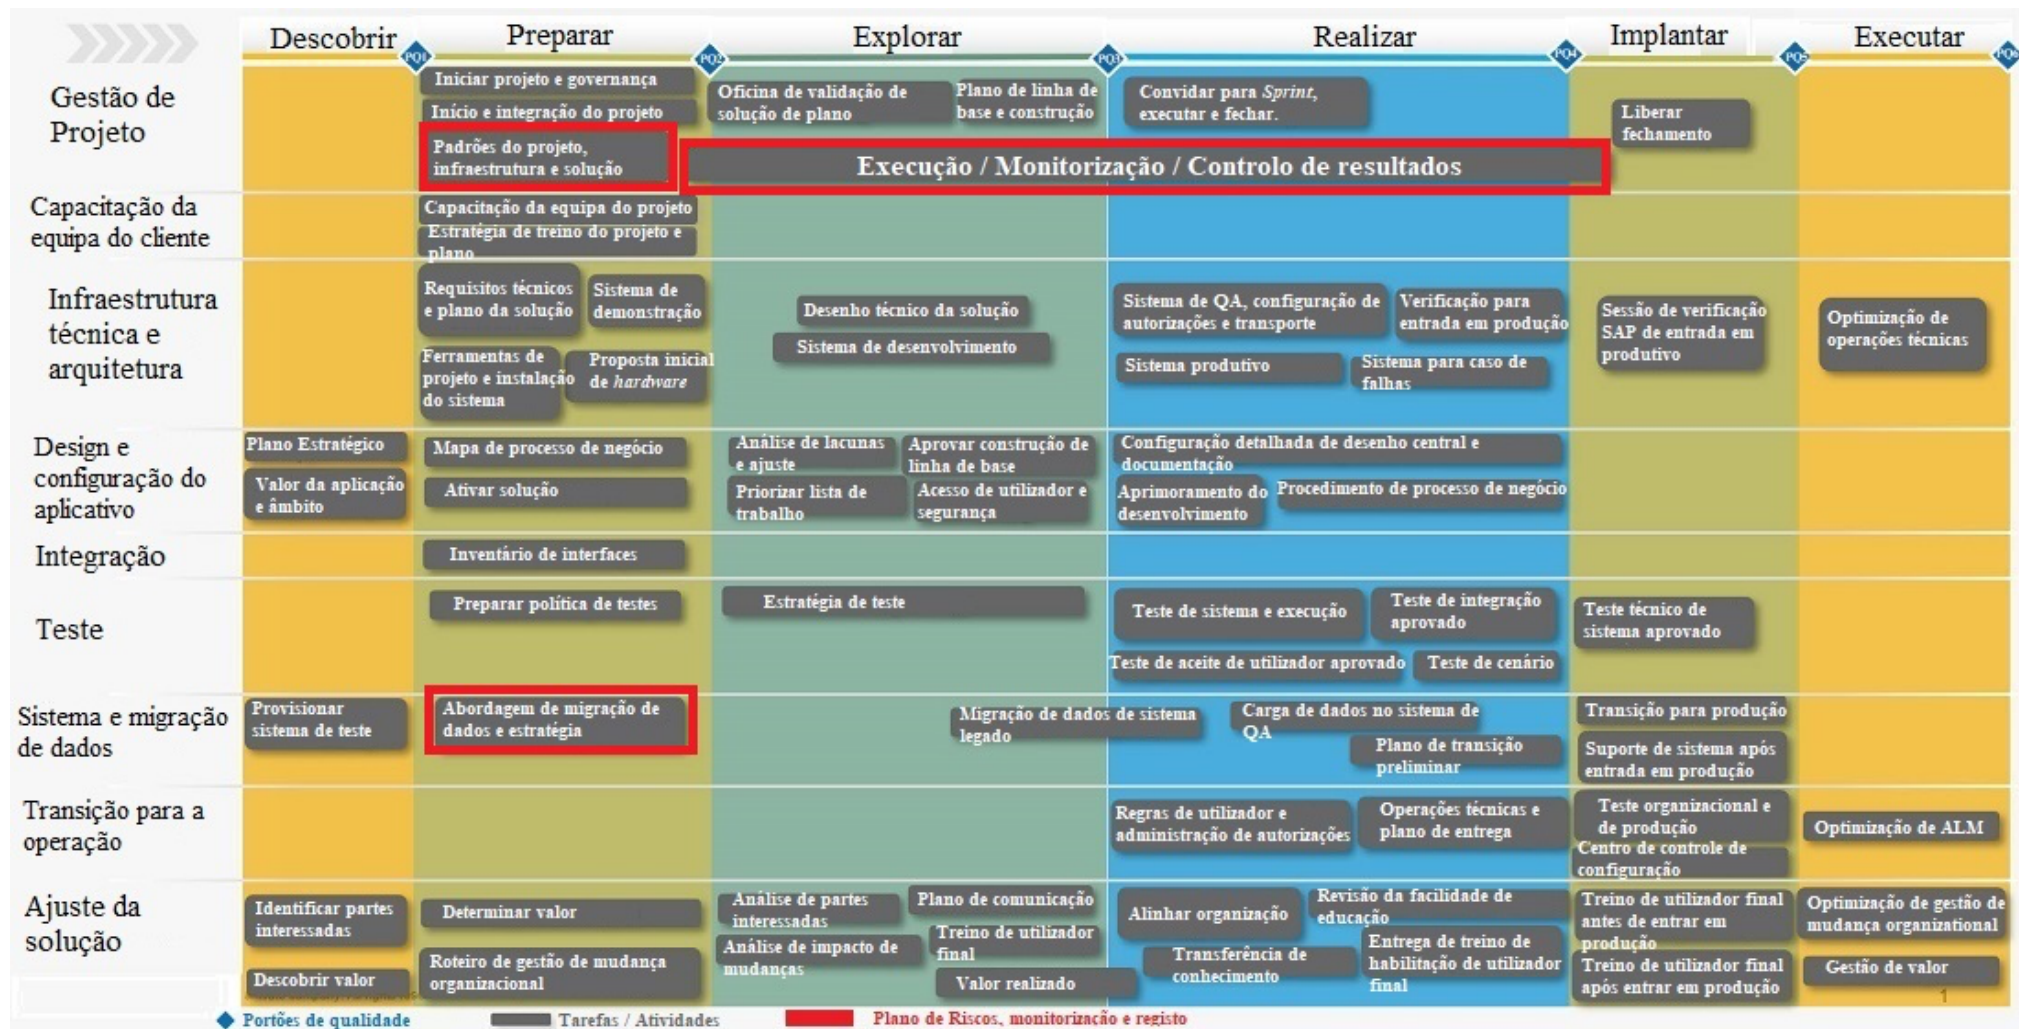 Descobrir
Preparar
Explorar
Realizar
Implantar
Executar
PQ1
PQ2
PQ3
PQ4
PQ5
PQ6
Gestão de
Projeto
Iniciar projeto e governança
Início e integração do projeto
Padrões do projeto,
infraestrutura e solução
Oficina de validação de
solução de plano
Plano de linha de
base e construção
Convidar para Sprint,
executar e fechar.
Liberar
fechamento
Execução / Monitorização / Controlo de resultados
Capacitação da
equipa do cliente
Capacitação da equipa do projeto
Estratégia de treino do projeto e
plano
Infraestrutura
técnica e
arquitetura
Requisitos técnicos
e plano da solução
Sistema de
demonstração
Ferramentas de
projeto e instalação
do sistema
Proposta inicial
de hardware
Desenho técnico da solução
Sistema de desenvolvimento
Sistema de QA, configuração de
autorizações e transporte
Verificação para
entrada em produção
Sistema produtivo
Sistema para caso de
falhas
Sessão de verificação
SAP de entrada em
produtivo
Optimização de
operações técnicas
Design e
configuração do
aplicativo
Plano Estratégico
Valor da aplicação
e âmbito
Mapa de processo de negócio
Ativar solução
Análise de lacunas
e ajuste
Aprovar construção de
linha de base
Priorizar lista de
trabalho
Acesso de utilizador e
segurança
Configuração detalhada de desenho central e
documentação
Aprimoramento do
desenvolvimento
Procedimento de processo de negócio
Integração
Inventário de interfaces
Teste
Preparar política de testes
Estratégia de teste
Teste de sistema e execução
Teste de integração
aprovado
Teste de aceite de utilizador aprovado
Teste de cenário
Teste técnico de
sistema aprovado
Sistema e migração
de dados
Provisionar
sistema de teste
Abordagem de migração de
dados e estratégia
Migração de dados de sistema
legado
Carga de dados no sistema de
QA
Plano de transição
preliminar
Transição para produção
Suporte de sistema após
entrada em produção
Transição para a
operação
Regras de utilizador e
administração de autorizações
Operações técnicas e
plano de entrega
Teste organizacional e
de produção
Centro de controle de
configuração
Optimização de ALM
Ajuste da
solução
Identificar partes
interessadas
Descobrir valor
Determinar valor
Roteiro de gestão de mudança
organizacional
Análise de partes
interessadas
Plano de comunicação
Análise de impacto de
mudanças
Treino de utilizador
final
Valor realizado
Alinhar organização
Revisão da facilidade de
educação
Transferência de
conhecimento
Entrega de treino de
habilitação de utilizador
final
Treino de utilizador final
antes de entrar em
produção
Treino de utilizador final
após entrar em produção
Optimização de gestão de
mudança organizational
Gestão de valor
1
Portões de qualidade
Tarefas / Atividades
Plano de Riscos, monitorização e registo